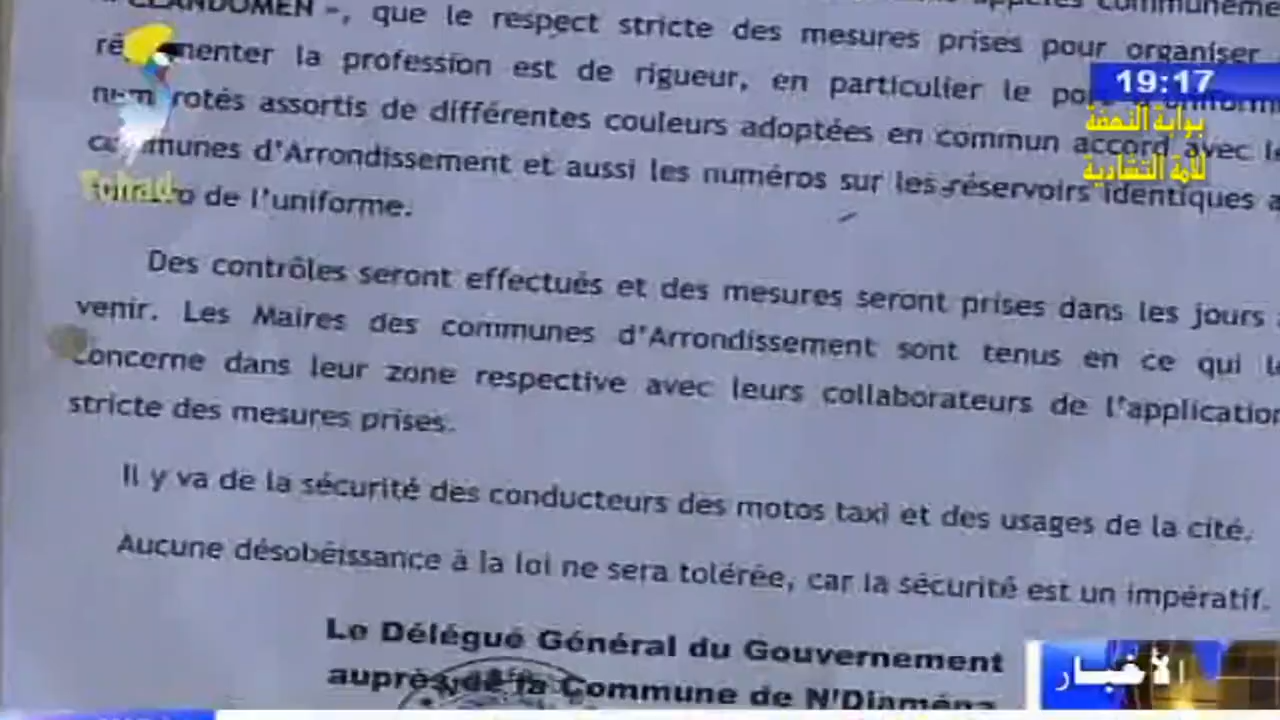 CLANDOMEN -, que le respect stricte des mesures prises pour organiser
menter la profession est de rigueur, en particulier le
rotés assortis de différentes couleurs adoptées en commun accord avec
communes d'Arrondissement et aussi les numéros sur les réservoirs identiques
de l'uniforme.
Des contrôles seront effectués et des mesures seront prises dans les jours
venir. Les Maires des communes d'Arrondissement sont tenus en ce qui
concerne dans leur zone respective avec leurs collaborateurs de l'application
stricte des mesures prises.
Il y va de la sécurité des conducteurs des motos taxi et des usages de la cité.
Aucune désobéissance à la loi ne sera tolérée, car la sécurité est un impératif.
Le Délégué Général du Gouvernement
auprès de la Commune de N'Djaména
19:17
بوابة النهضة
للأمة التشادية
Tchad
الأخبار